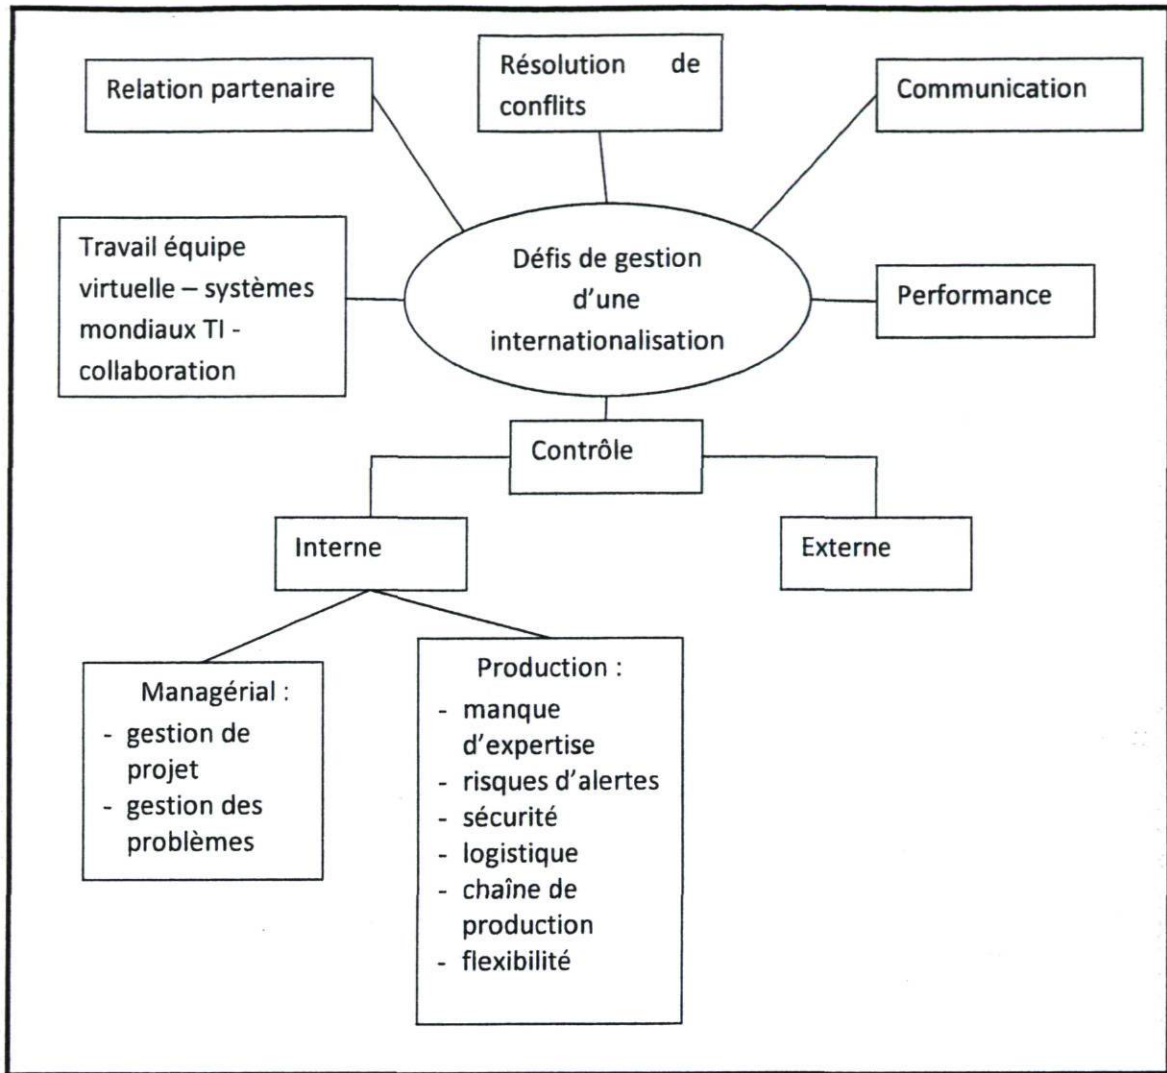 Relation partenaire
Résolution de
conflits
Communication
Travail équipe
virtuelle – systèmes
mondiaux TI -
collaboration
Défis de gestion
d'une
internationalisation
Performance
Contrôle
Interne
Externe
Managérial :
- gestion de
projet
- gestion des
problèmes
Production :
- manque
d'expertise
- risques d'alertes
- sécurité
- logistique
- chaîne de
production
- flexibilité